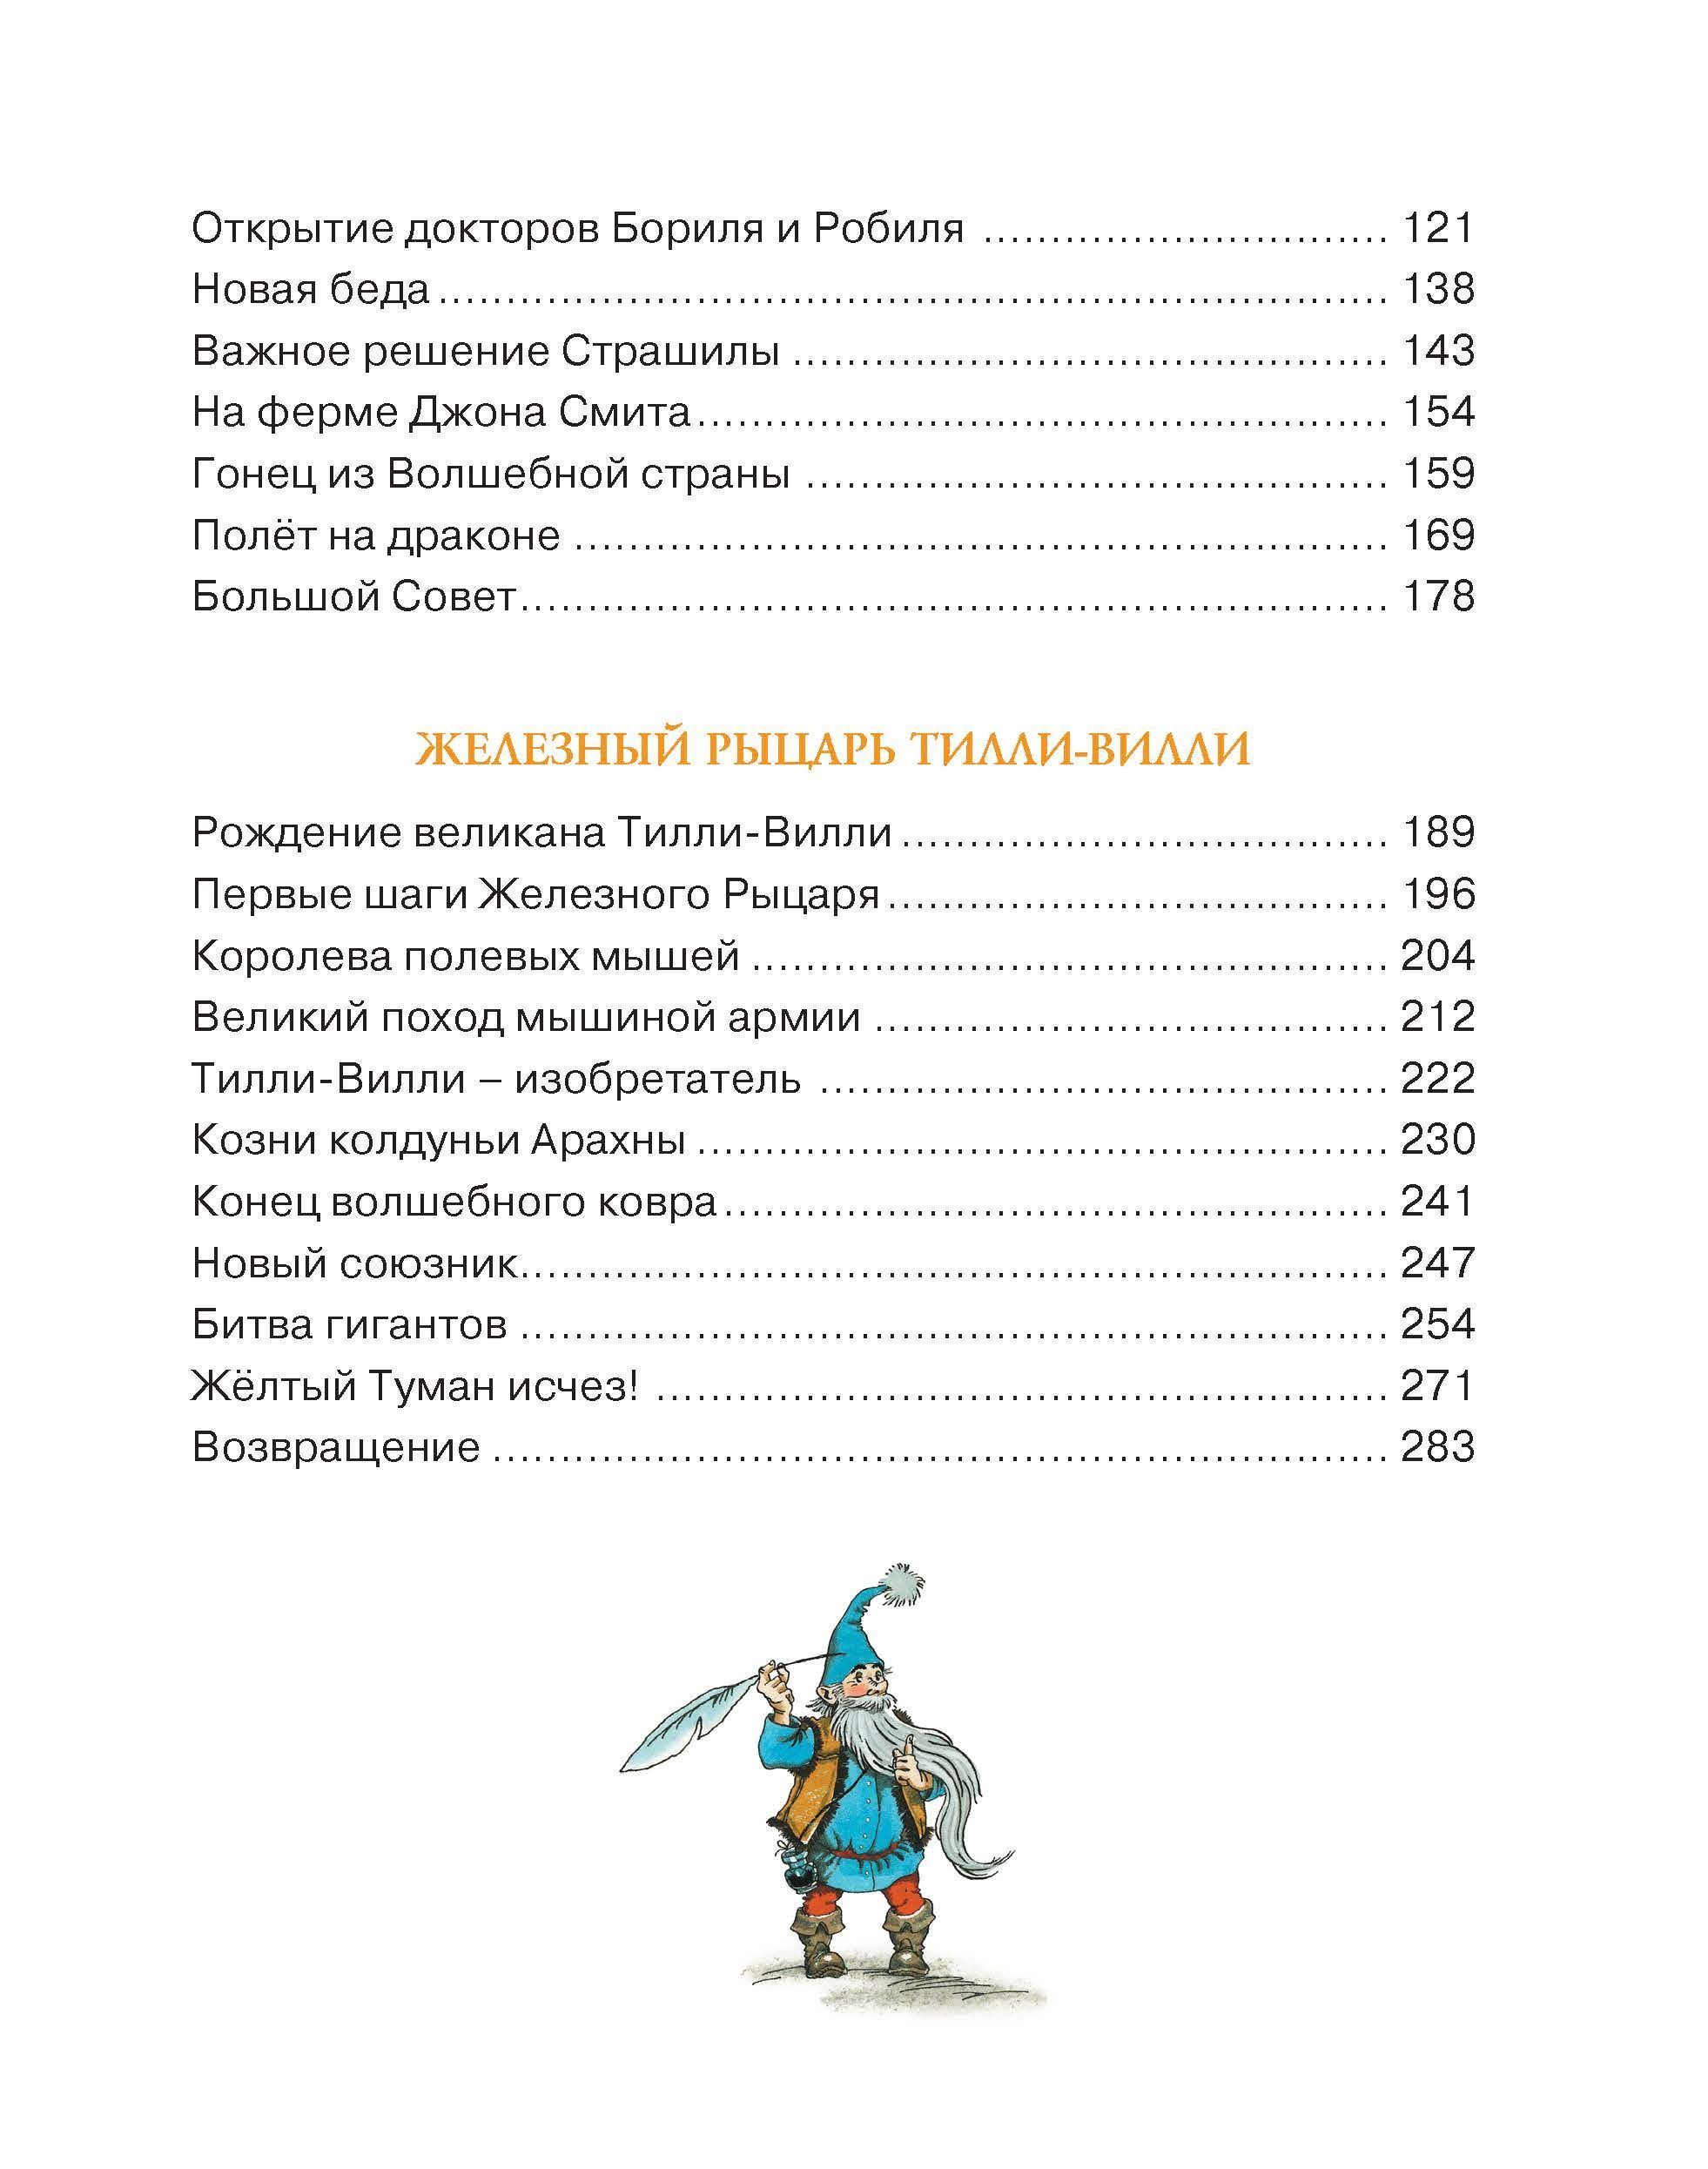 Открытие докторов Бориля и Робиля .............................. 121
Новая беда ...................................................................... 138
Важное решение Страшилы ............................................ 143
На ферме Джона Смита................................................... 154
Гонец из Волшебной страны ........................................... 159
Полёт на драконе ............................................................ 169
Большой Совет................................................................ 178
ЖЕЛЕЗНЫЙ РЫЦАРЬ ТИЛЛИ-ВИЛЛИ
Рождение великана Тилли-Вилли .................................... 189
Первые шаги Железного Рыцаря ..................................... 196
Королева полевых мышей ............................................... 204
Великий поход мышиной армии ...................................... 212
Тилли-Вилли – изобретатель .......................................... 222
Козни колдуньи Арахны ................................................... 230
Конец волшебного ковра ................................................. 241
Новый союзник................................................................ 247
Битва гигантов ................................................................ 254
Жёлтый Туман исчез! ...................................................... 271
Возвращение .................................................................. 283